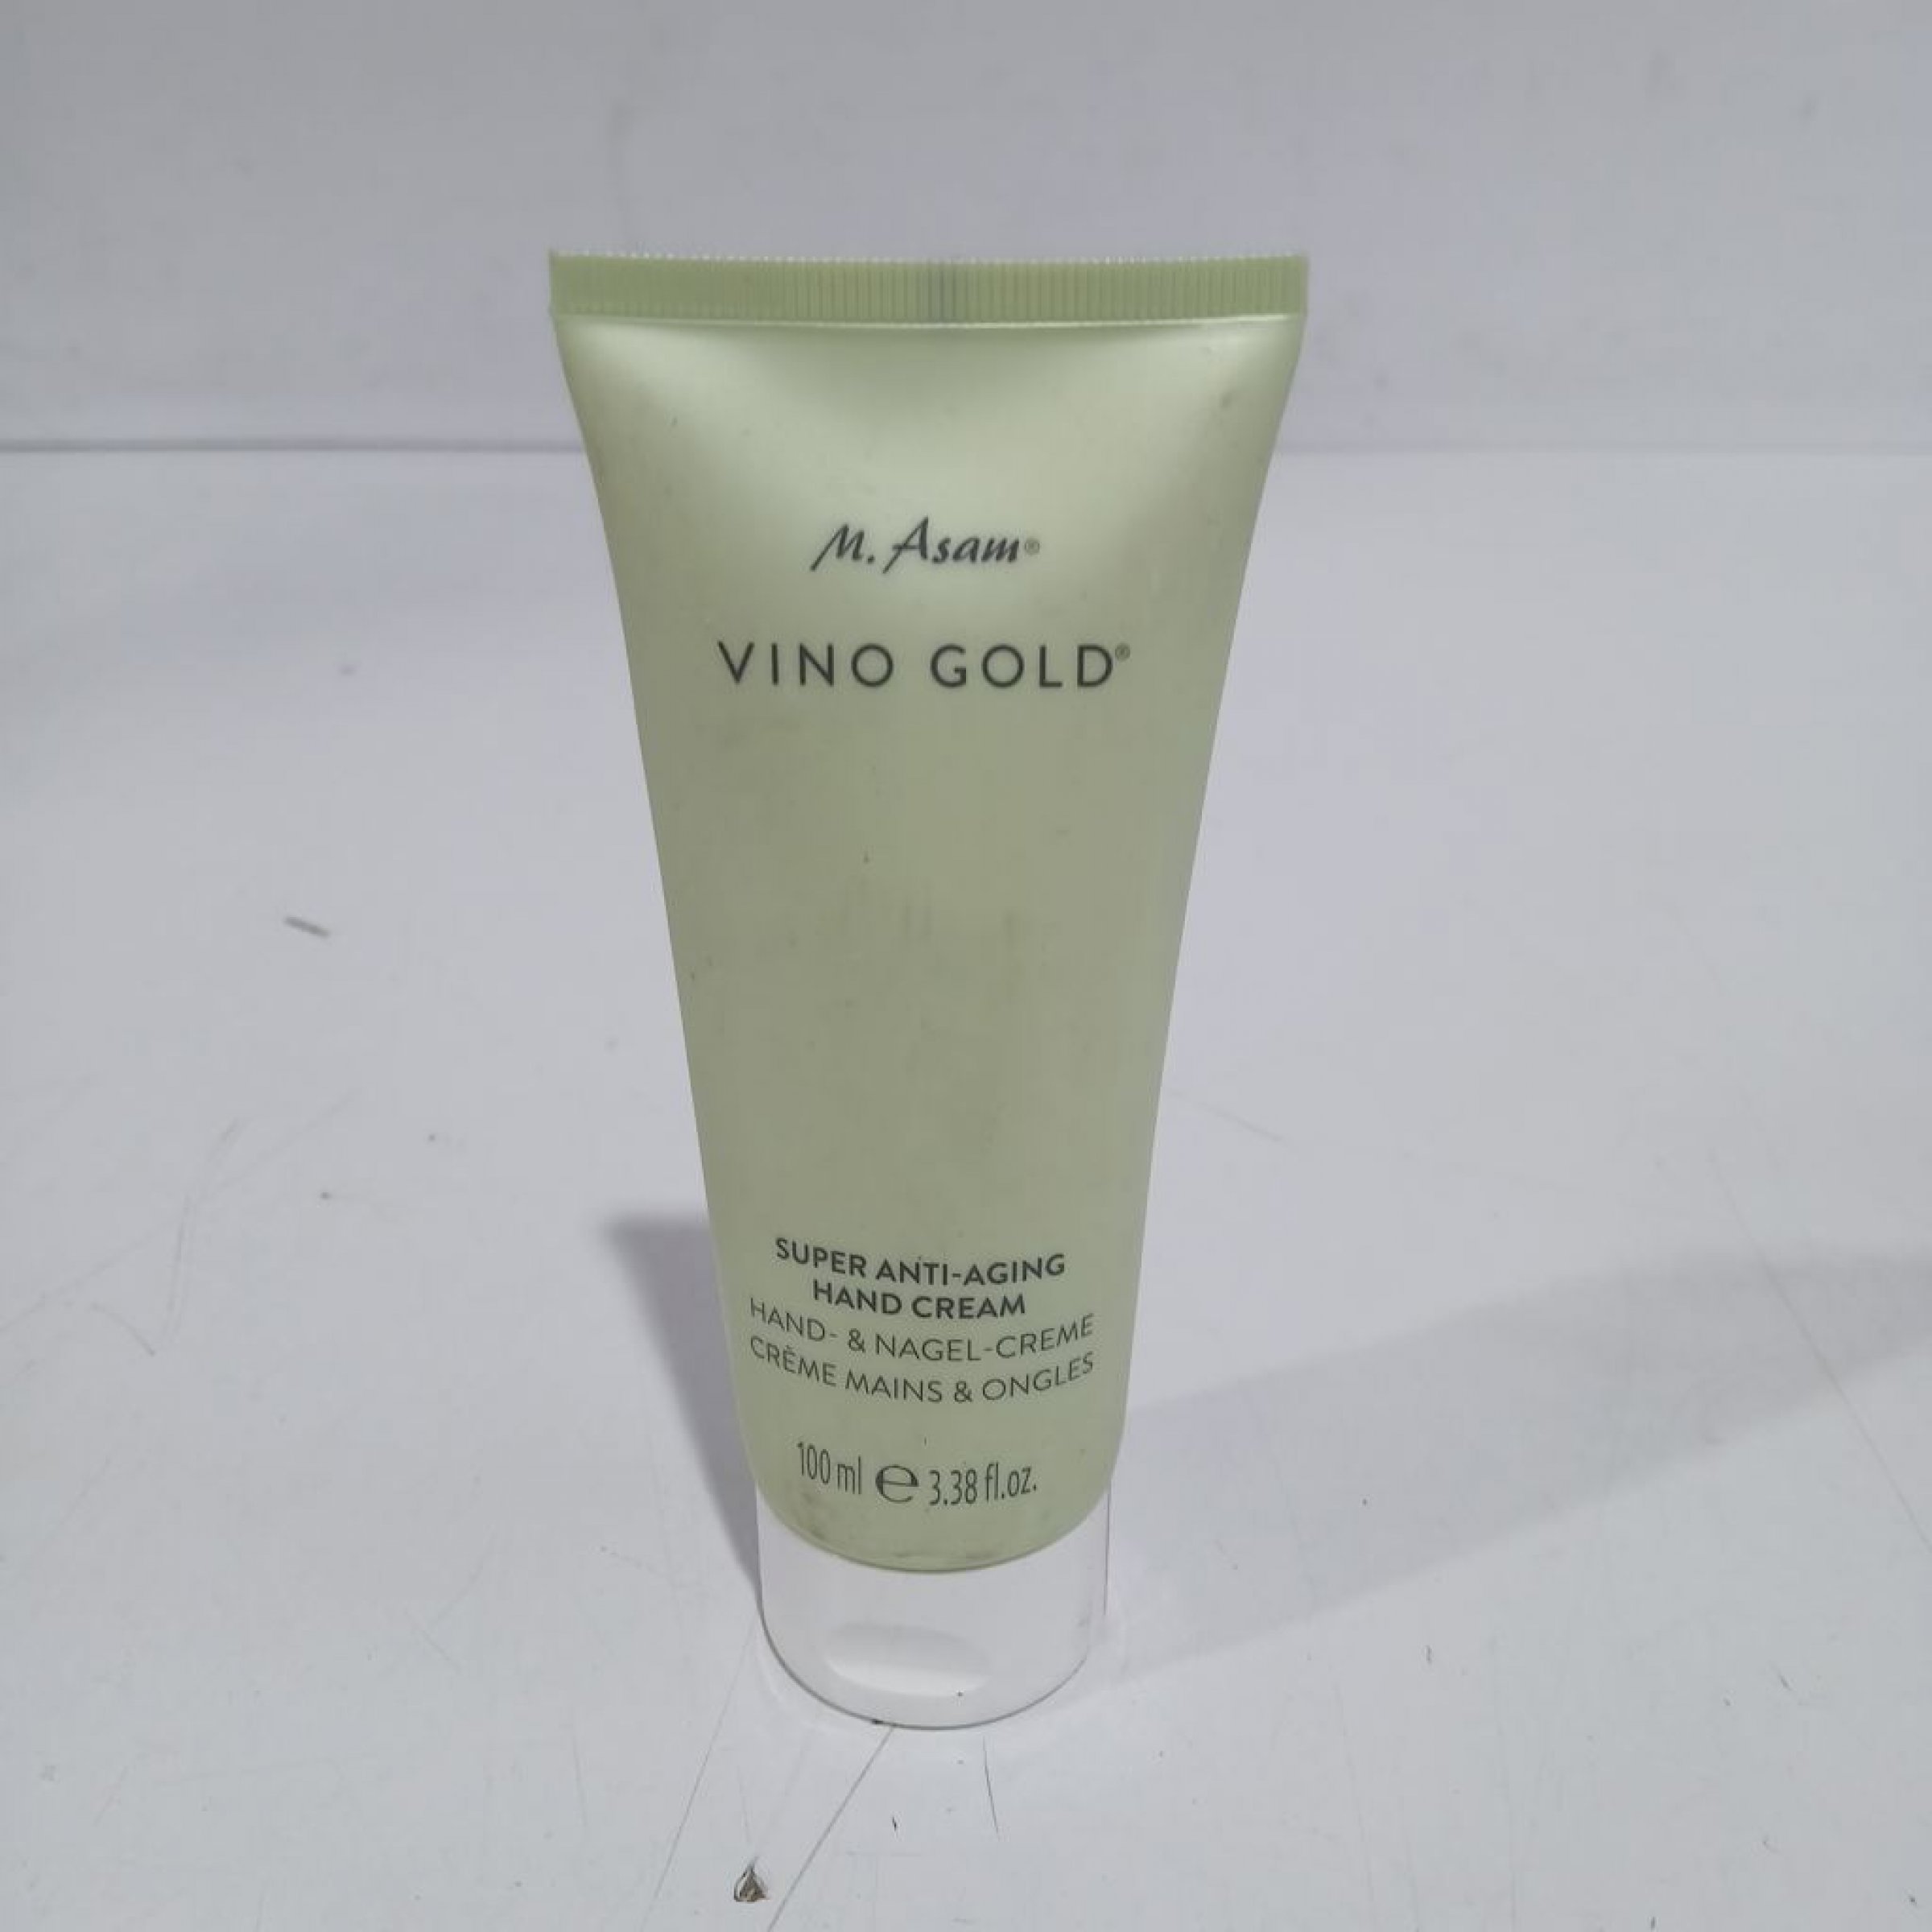 M. Asam®
VINO GOLD®
SUPER ANTI-AGING
HAND CREAM
HAND- & NAGEL-CREME
CRÈME MAINS & ONGLES
100 ml ℮ 3.38 fl.oz.